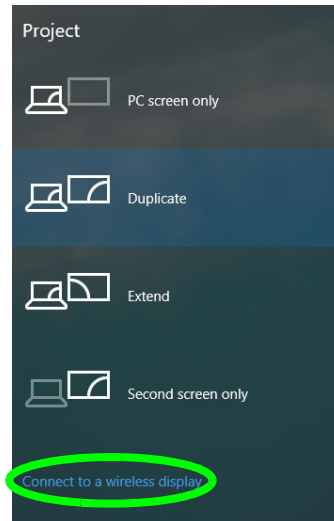 Project
PC screen only
Duplicate
Extend
Second screen only
Connect to a wireless display